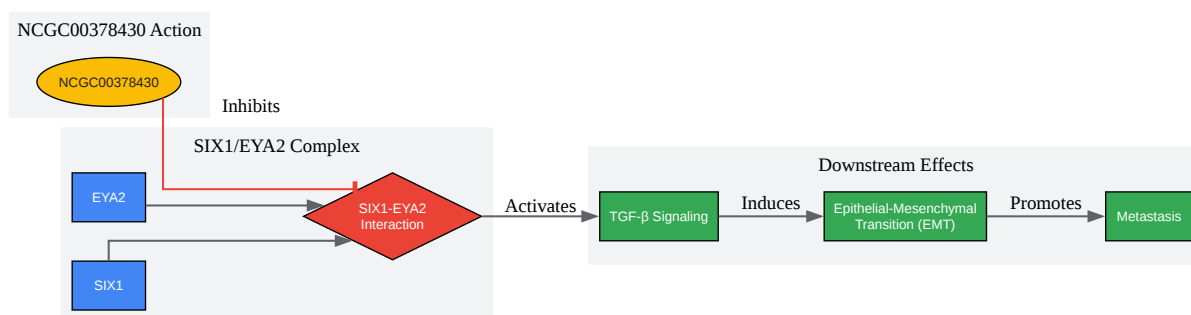 NCGC00378430 Action
NCGC00378430
Inhibits
SIX1/EYA2 Complex
EYA2
SIX1
SIX1-EYA2
Interaction
Activates
Downstream Effects
TGF-β Signaling
Induces
Epithelial-Mesenchymal
Transition (EMT)
Promotes
Metastasis